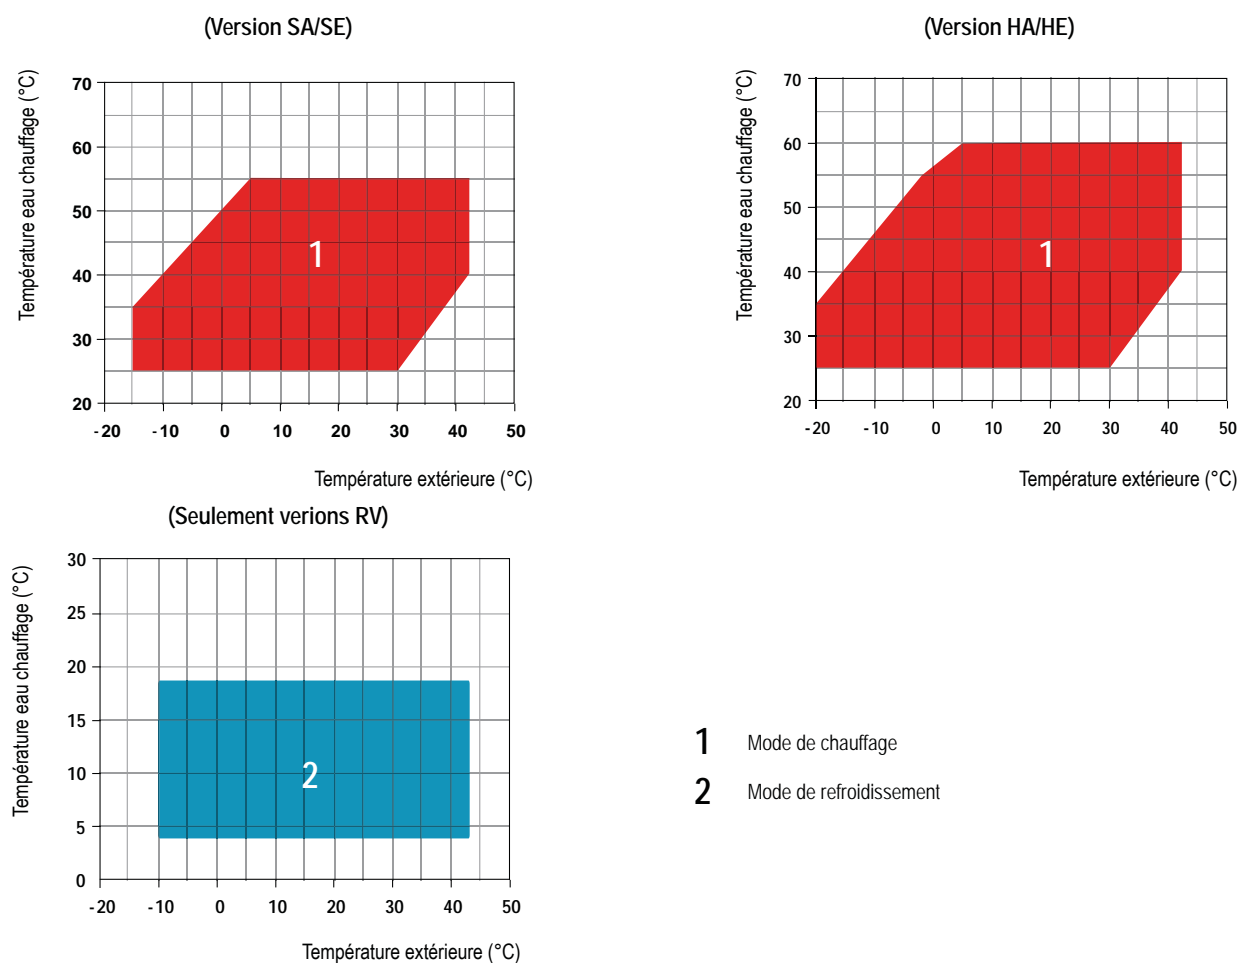 (Version SA/SE)
Température eau chauffage (°C)
70
60
50
40
30
20
1
-20 -10 0 10 20 30 40 50
Température extérieure (°C)
(Version HA/HE)
Température eau chauffage (°C)
70
60
50
40
30
20
1
-20 -10 0 10 20 30 40 50
Température extérieure (°C)
(Seulement verions RV)
Température eau chauffage (°C)
30
25
20
15
10
5
0
2
-20 -10 0 10 20 30 40 50
Température extérieure (°C)
1 Mode de chauffage
2 Mode de refroidissement